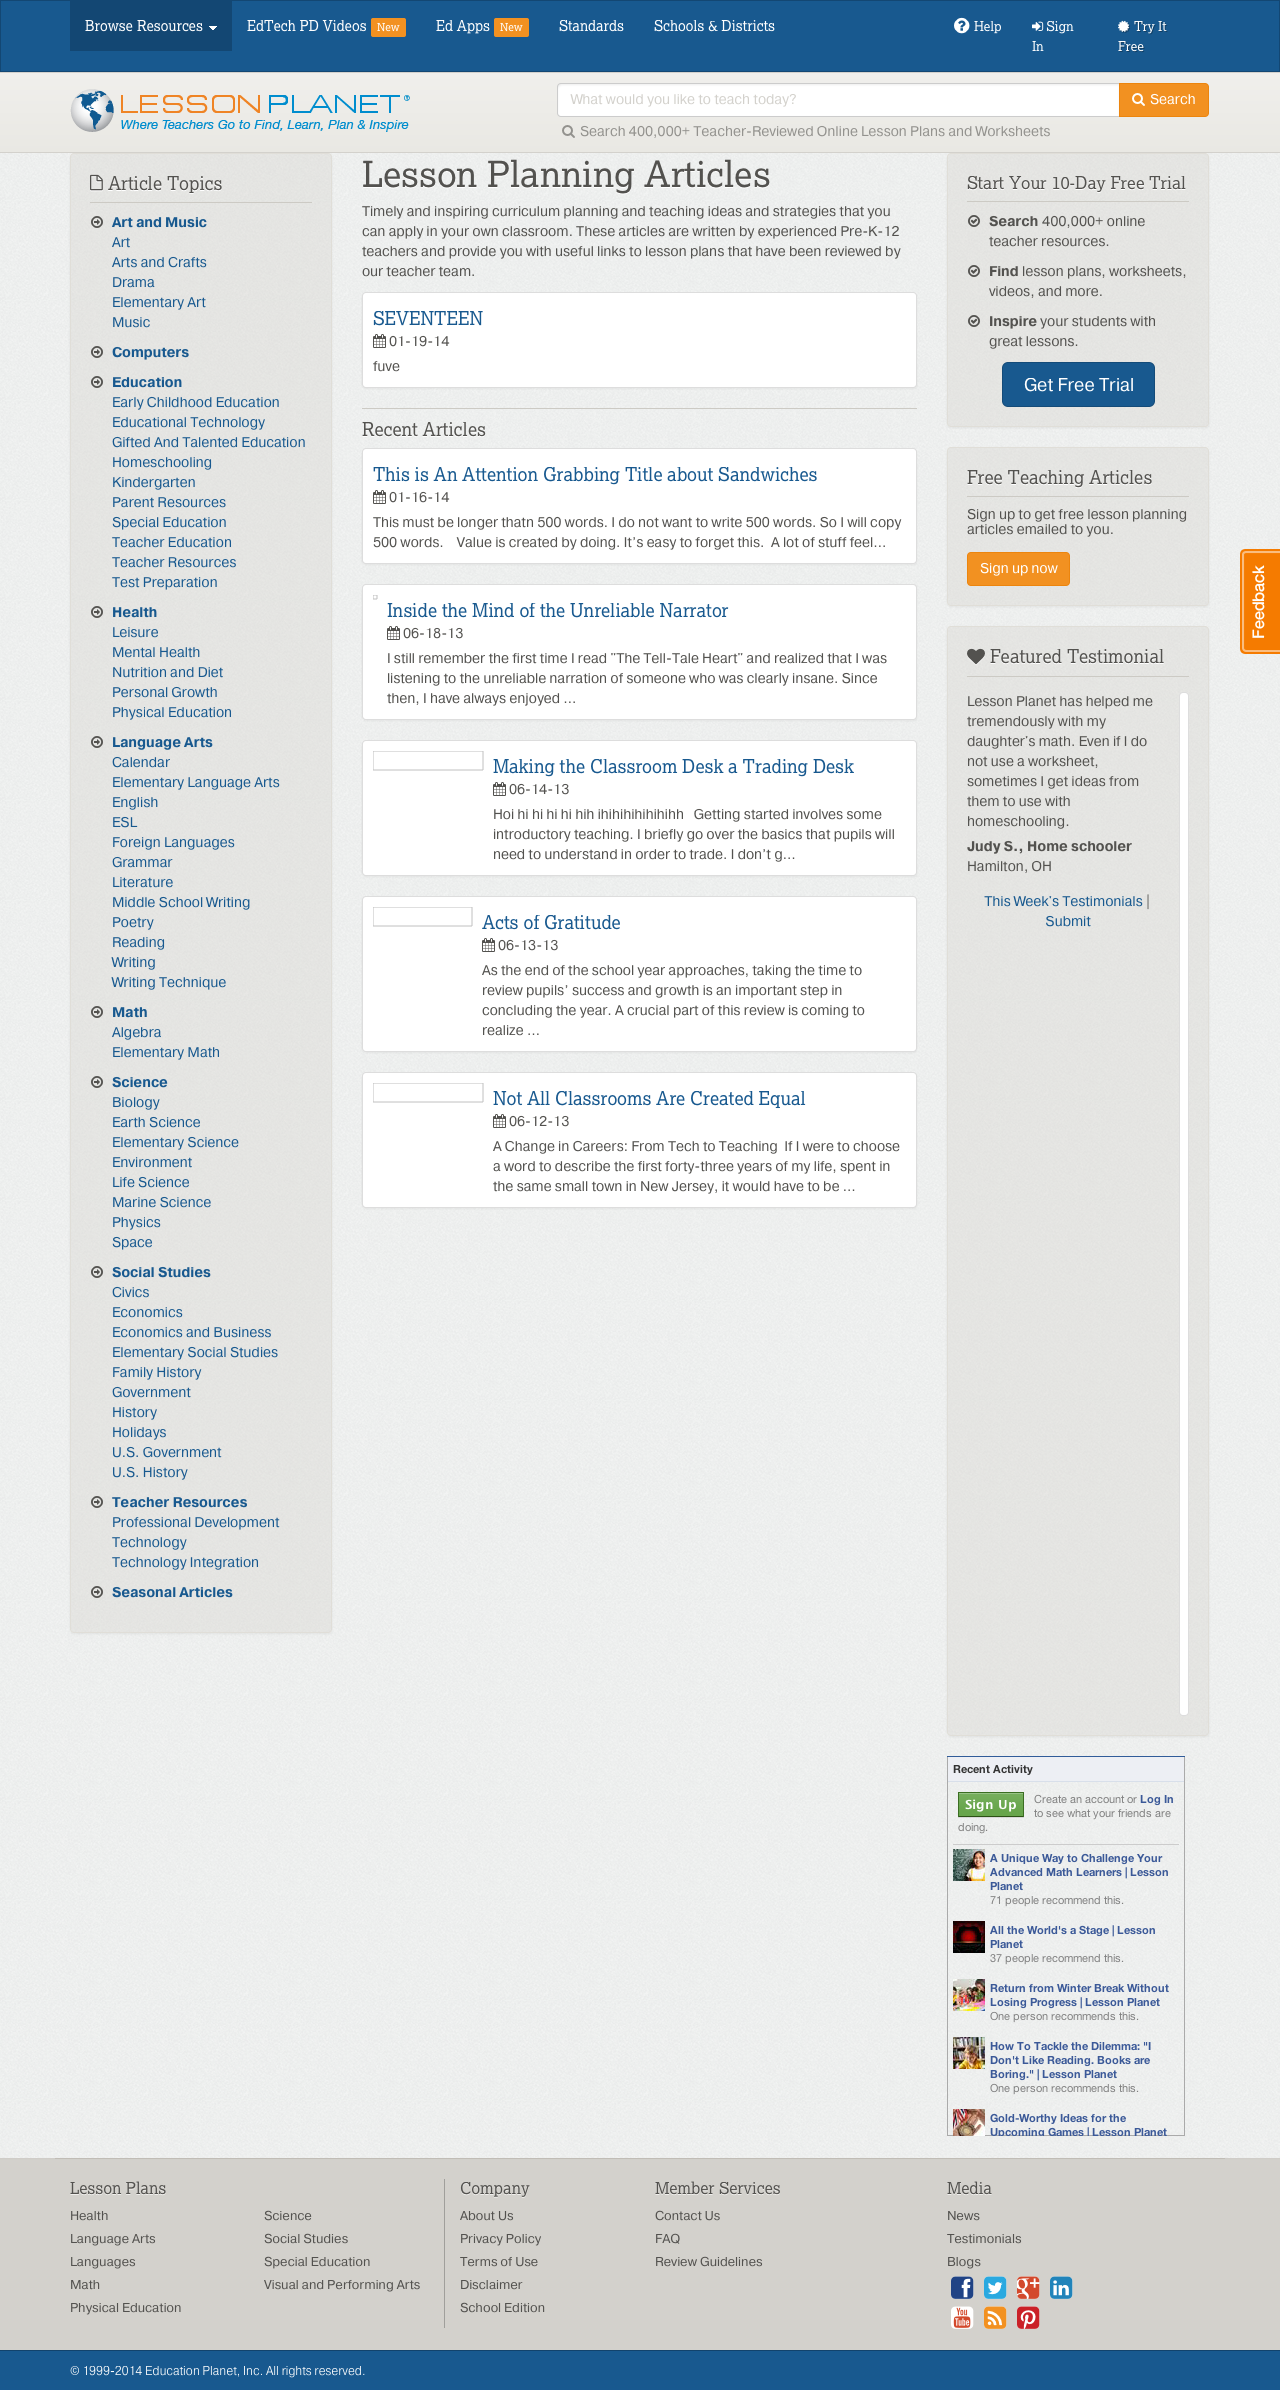 Browse Resources
EdTech PD Videos New
Ed Apps New
Standards
Schools & Districts
Help
Sign In
Try It Free
LESSON PLANET®
Where Teachers Go to Find, Learn, Plan & Inspire
What would you like to teach today?
Search
Search 400,000+ Teacher-Reviewed Online Lesson Plans and Worksheets
Article Topics
Art and Music
Art
Arts and Crafts
Drama
Elementary Art
Music
Computers
Education
Early Childhood Education
Educational Technology
Gifted And Talented Education
Homeschooling
Kindergarten
Parent Resources
Special Education
Teacher Education
Teacher Resources
Test Preparation
Health
Leisure
Mental Health
Nutrition and Diet
Personal Growth
Physical Education
Language Arts
Calendar
Elementary Language Arts
English
ESL
Foreign Languages
Grammar
Literature
Middle School Writing
Poetry
Reading
Writing
Writing Technique
Math
Algebra
Elementary Math
Science
Biology
Earth Science
Elementary Science
Environment
Life Science
Marine Science
Physics
Space
Social Studies
Civics
Economics
Economics and Business
Elementary Social Studies
Family History
Government
History
Holidays
U.S. Government
U.S. History
Teacher Resources
Professional Development
Technology
Technology Integration
Seasonal Articles
Lesson Planning Articles
Timely and inspiring curriculum planning and teaching ideas and strategies that you
can apply in your own classroom. These articles are written by experienced Pre-K-12
teachers and provide you with useful links to lesson plans that have been reviewed by
our teacher team.
SEVENTEEN
01-19-14
fuve
Recent Articles
This is An Attention Grabbing Title about Sandwiches
01-16-14
This must be longer thatn 500 words. I do not want to write 500 words. So I will copy
500 words. Value is created by doing. It's easy to forget this. A lot of stuff feel...
Inside the Mind of the Unreliable Narrator
06-18-13
I still remember the first time I read "The Tell-Tale Heart" and realized that I was
listening to the unreliable narration of someone who was clearly insane. Since
then, I have always enjoyed ...
Making the Classroom Desk a Trading Desk
06-14-13
Hoi hi hi hi hi hih ihihihihihihihh Getting started involves some
introductory teaching. I briefly go over the basics that pupils will
need to understand in order to trade. I don't g...
Acts of Gratitude
06-13-13
As the end of the school year approaches, taking the time to
review pupils' success and growth is an important step in
concluding the year. A crucial part of this review is coming to
realize ...
Not All Classrooms Are Created Equal
06-12-13
A Change in Careers: From Tech to Teaching If I were to choose
a word to describe the first forty-three years of my life, spent in
the same small town in New Jersey, it would have to be ...
Start Your 10-Day Free Trial
Search 400,000+ online
teacher resources.
Find lesson plans, worksheets,
videos, and more.
Inspire your students with
great lessons.
Get Free Trial
Free Teaching Articles
Sign up to get free lesson planning
articles emailed to you.
Sign up now
Feedback
Featured Testimonial
Lesson Planet has helped me
tremendously with my
daughter's math. Even if I do
not use a worksheet,
sometimes I get ideas from
them to use with
homeschooling.
Judy S., Home schooler
Hamilton, OH
This Week's Testimonials |
Submit
Recent Activity
Sign Up
Create an account or Log In
to see what your friends are
doing.
A Unique Way to Challenge Your
Advanced Math Learners | Lesson
Planet
71 people recommend this.
All the World's a Stage | Lesson
Planet
37 people recommend this.
Return from Winter Break Without
Losing Progress | Lesson Planet
One person recommends this.
How To Tackle the Dilemma: "I
Don't Like Reading. Books are
Boring." | Lesson Planet
One person recommends this.
Gold-Worthy Ideas for the
Upcoming Games | Lesson Planet
Lesson Plans
Health
Language Arts
Languages
Math
Physical Education
Science
Social Studies
Special Education
Visual and Performing Arts
Company
About Us
Privacy Policy
Terms of Use
Disclaimer
School Edition
Member Services
Contact Us
FAQ
Review Guidelines
Media
News
Testimonials
Blogs
You Tube
© 1999-2014 Education Planet, Inc. All rights reserved.